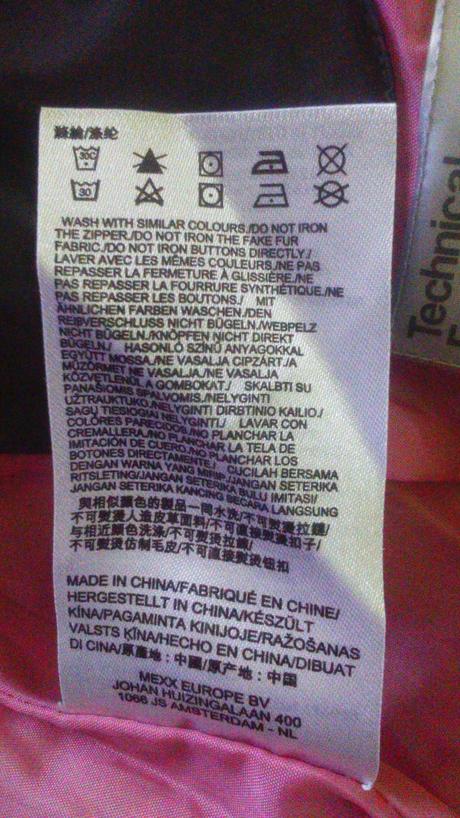 滌綸/涤纶
30C
30
WASH WITH SIMILAR COLOURS./DO NOT IRON
THE ZIPPER./DO NOT IRON THE FAKE FUR
FABRIC./DO NOT IRON BUTTONS DIRECTLY./
LAVER AVEC LES MÊMES COULEURS./NE PAS
REPASSER LA FERMETURE À GLISSIÈRE./NE
PAS REPASSER LA FOURRURE SYNTHÉTIQUE./NE
PAS REPASSER LES BOUTONS./ MIT
ÄHNLICHEN FARBEN WASCHEN./DEN
REIßVERSCHLUSS NICHT BÜGELN./WEBPELZ
NICHT BÜGELN./KNÖPFEN NICHT DIREKT
BÜGELN./ HASONLÓ SZÍNŰ ANYAGOKKAL
EGYÜTT MOSSA./NE VASALJA CIPZÁRT./A
MŰZŐRMÉT NE VASALJA./NE VASALJA
KÖZVETLENÜL A GOMBOKAT./ SKALBTI SU
PANAŠIOMIS SPALVOMIS./NELYGINTI
UŽTRAUKTUKO./NELYGINTI DIRBTINIO KAILIO./
SAGŲ TIESIOGIAI NELYGINTI./ LAVAR CON
COLORES PARECIDOS./NO PLANCHAR LA
CREMALLERA./NO PLANCHAR LA TELA DE
IMITACIÓN DE CUERO./NO PLANCHAR LOS
BOTONES DIRECTAMENTE./ CUCILAH BERSAMA
DENGAN WARNA YANG MIRIP./JANGAN SETERIKA
RITSLETING/JANGAN SETERIKA BULU IMITASI/
JANGAN SETERIKA KANCING SECARA LANGSUNG
與相似顏色的製品一同水洗/不可熨燙拉鏈/
不可熨燙人造皮草面料/不可直接熨燙扣子/
与相近颜色洗涤/不可熨烫拉链/
不可熨烫仿制毛皮/不可直接熨烫钮扣
MADE IN CHINA/FABRIQUÉ EN CHINE/
HERGESTELLT IN CHINA/KÉSZÜLT
KÍNA/PAGAMINTA KINIJOJE/RAŽOŠANAS
VALSTS ĶĪNA/HECHO EN CHINA/DIBUAT
DI CINA/原產地：中國/原产地：中国
MEXX EUROPE BV
JOHAN HUIZINGALAAN 400
1066 JS AMSTERDAM - NL
Technical